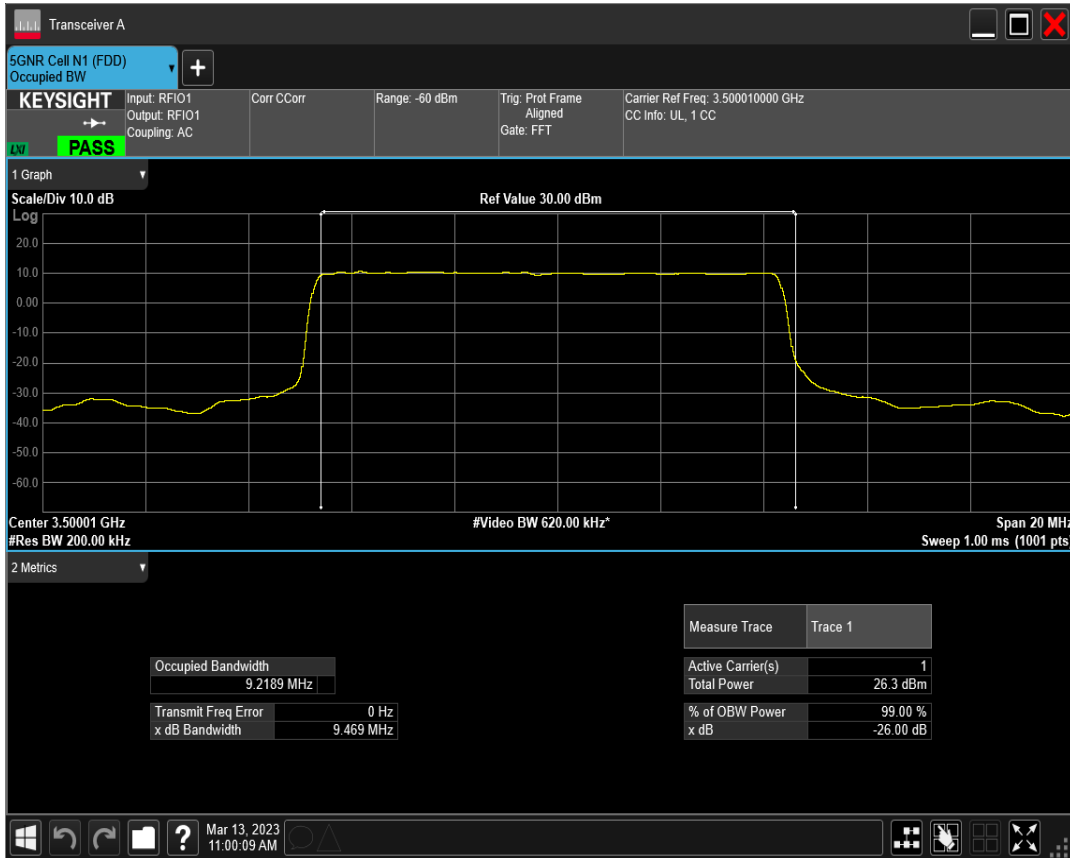 Transceiver A
5GNR Cell N1 (FDD)
Occupied BW
+
KEYSIGHT
LXI
PASS
Input: RFIO1
Output: RFIO1
Coupling: AC
Corr CCorr
Range: -60 dBm
Trig: Prot Frame
Aligned
Gate: FFT
Carrier Ref Freq: 3.500010000 GHz
CC Info: UL, 1 CC
1 Graph
Scale/Div 10.0 dB
Ref Value 30.00 dBm
Log
20.0
10.0
0.00
-10.0
-20.0
-30.0
-40.0
-50.0
-60.0
Center 3.50001 GHz
#Video BW 620.00 kHz*
Span 20 MHz
#Res BW 200.00 kHz
Sweep 1.00 ms (1001 pts)
2 Metrics
Measure Trace Trace 1
Occupied Bandwidth
9.2189 MHz
Active Carrier(s) 1
Total Power 26.3 dBm
Transmit Freq Error 0 Hz
x dB Bandwidth 9.469 MHz
% of OBW Power 99.00 %
x dB -26.00 dB
?
Mar 13, 2023
11:00:09 AM